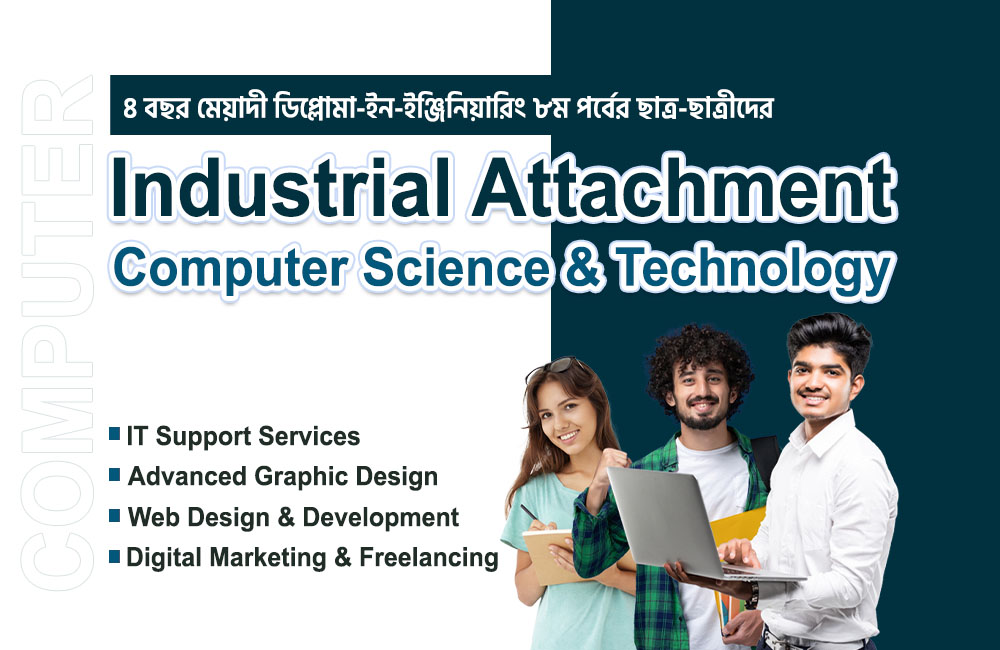 ৪ বছর মেয়াদী ডিপ্লোমা-ইন-ইঞ্জিনিয়ারিং ৮ম পর্বের ছাত্র-ছাত্রীদের
Industrial Attachment
Computer Science & Technology
COMPUTER
IT Support Services
Advanced Graphic Design
Web Design & Development
Digital Marketing & Freelancing